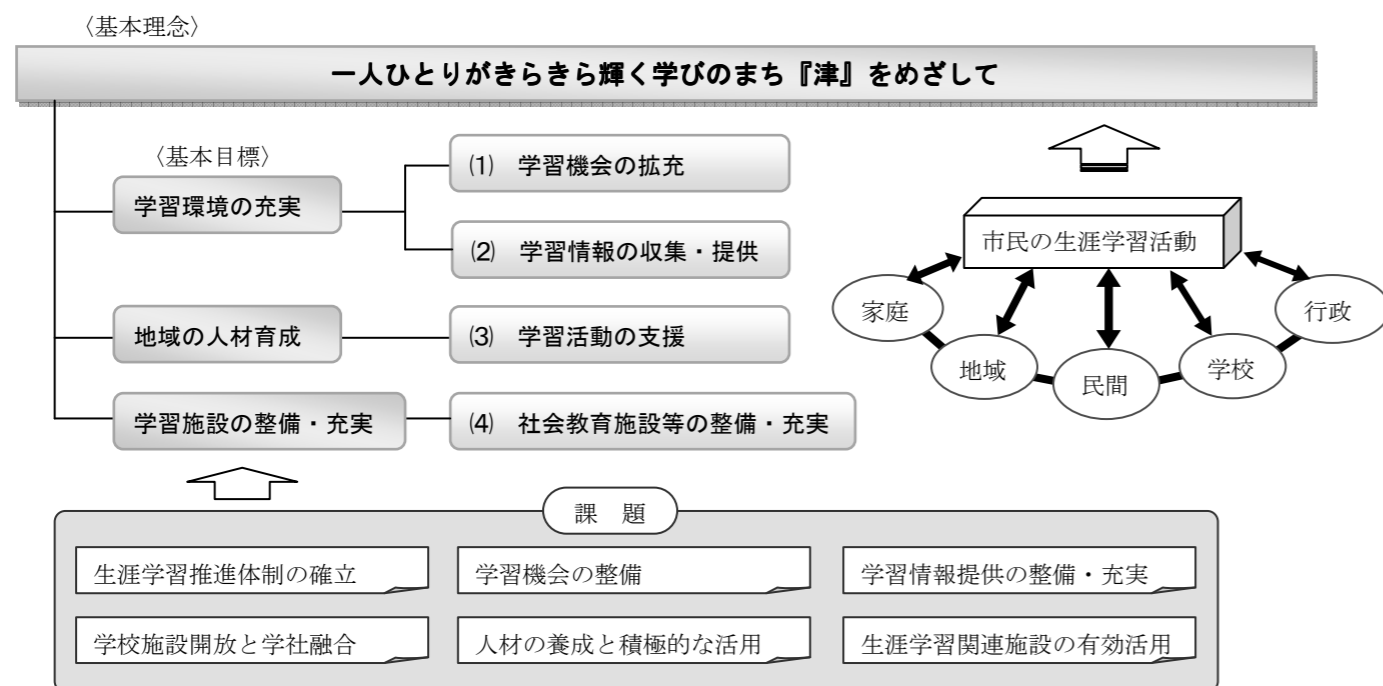 〈基本理念〉
一人ひとりがきらきら輝く学びのまち『津』をめざして
〈基本目標〉
学習環境の充実
⑴　学習機会の拡充
⑵　学習情報の収集・提供
地域の人材育成
⑶　学習活動の支援
学習施設の整備・充実
⑷　社会教育施設等の整備・充実
市民の生涯学習活動
家庭
地域
民間
学校
行政
課　題
生涯学習推進体制の確立
学習機会の整備
学習情報提供の整備・充実
学校施設開放と学社融合
人材の養成と積極的な活用
生涯学習関連施設の有効活用